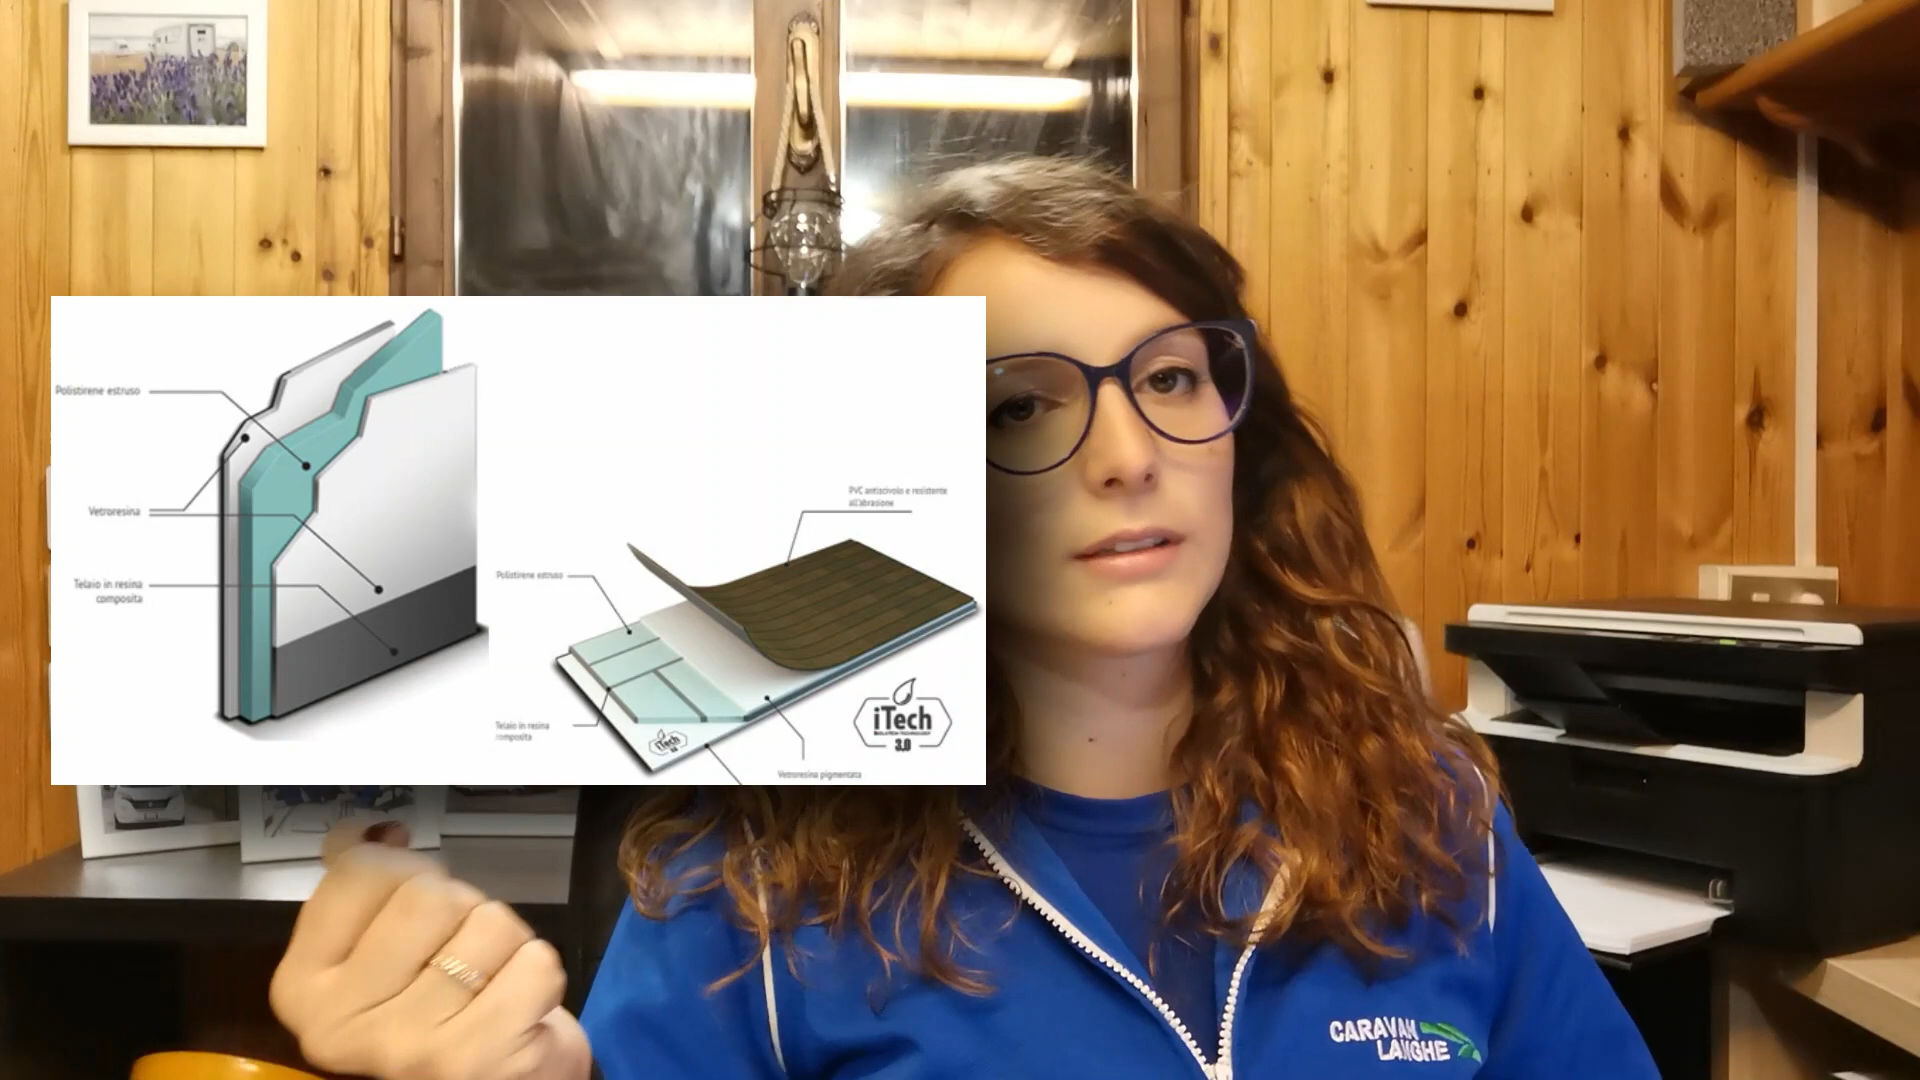 Polistirene estruso
Vetroresina
Telaio in resina
composita
PVC antiscivolo e resistente
all'abrasione
Polistirene estruso
Telaio in resina
composita
Vetroresina pigmentata
iTech
iTech
3.0
CARAVAN
LANGHE